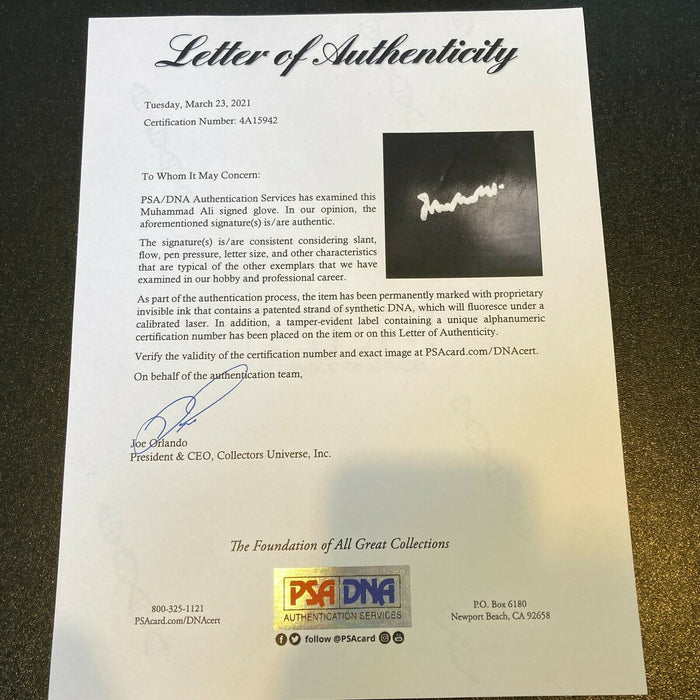 Letter of Authenticity
Tuesday, March 23, 2021
Certification Number: 4A15942
To Whom It May Concern:
PSA/DNA Authentication Services has examined this
Muhammad Ali signed glove. In our opinion, the
aforementioned signature(s) is/are authentic.
The signature(s) is/are consistent considering slant,
flow, pen pressure, letter size, and other characteristics
that are typical of the other exemplars that we have
examined in our hobby and professional career.
As part of the authentication process, the item has been permanently marked with proprietary
invisible ink that contains a patented strand of synthetic DNA, which will fluoresce under a
calibrated laser. In addition, a tamper-evident label containing a unique alphanumeric
certification number has been placed on the item or on this Letter of Authenticity.
Verify the validity of the certification number and exact image at PSAcard.com/DNAcert.
On behalf of the authentication team,
Joe Orlando
President & CEO, Collectors Universe, Inc.
The Foundation of All Great Collections
800-325-1121
PSAcard.com/DNAcert
PSA DNA
AUTHENTICATION SERVICES
follow @PSAcard
P.O. Box 6180
Newport Beach, CA 92658